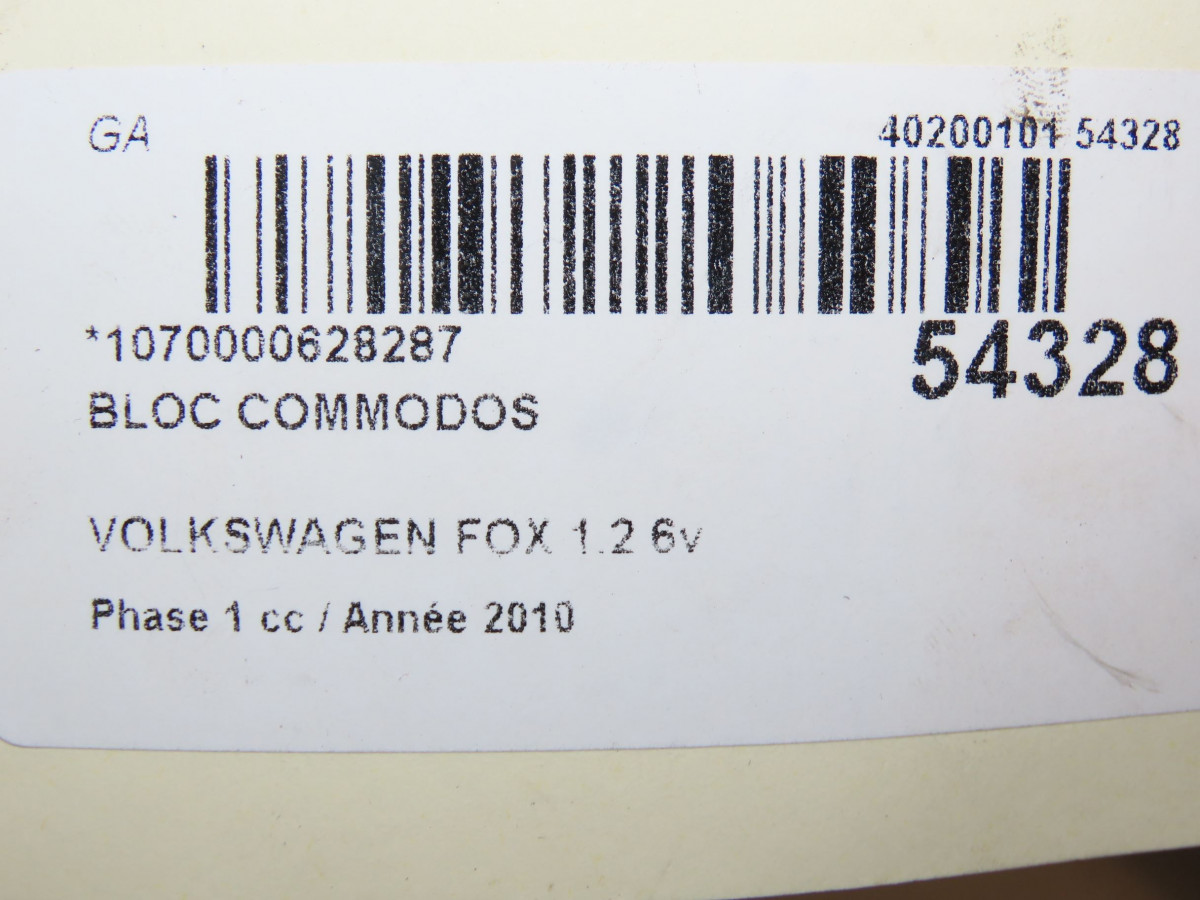 GA
40200101 54328
*1070000628287
54328
BLOC COMMODOS
VOLKSWAGEN FOX 1.2 6v
Phase 1 cc / Année 2010